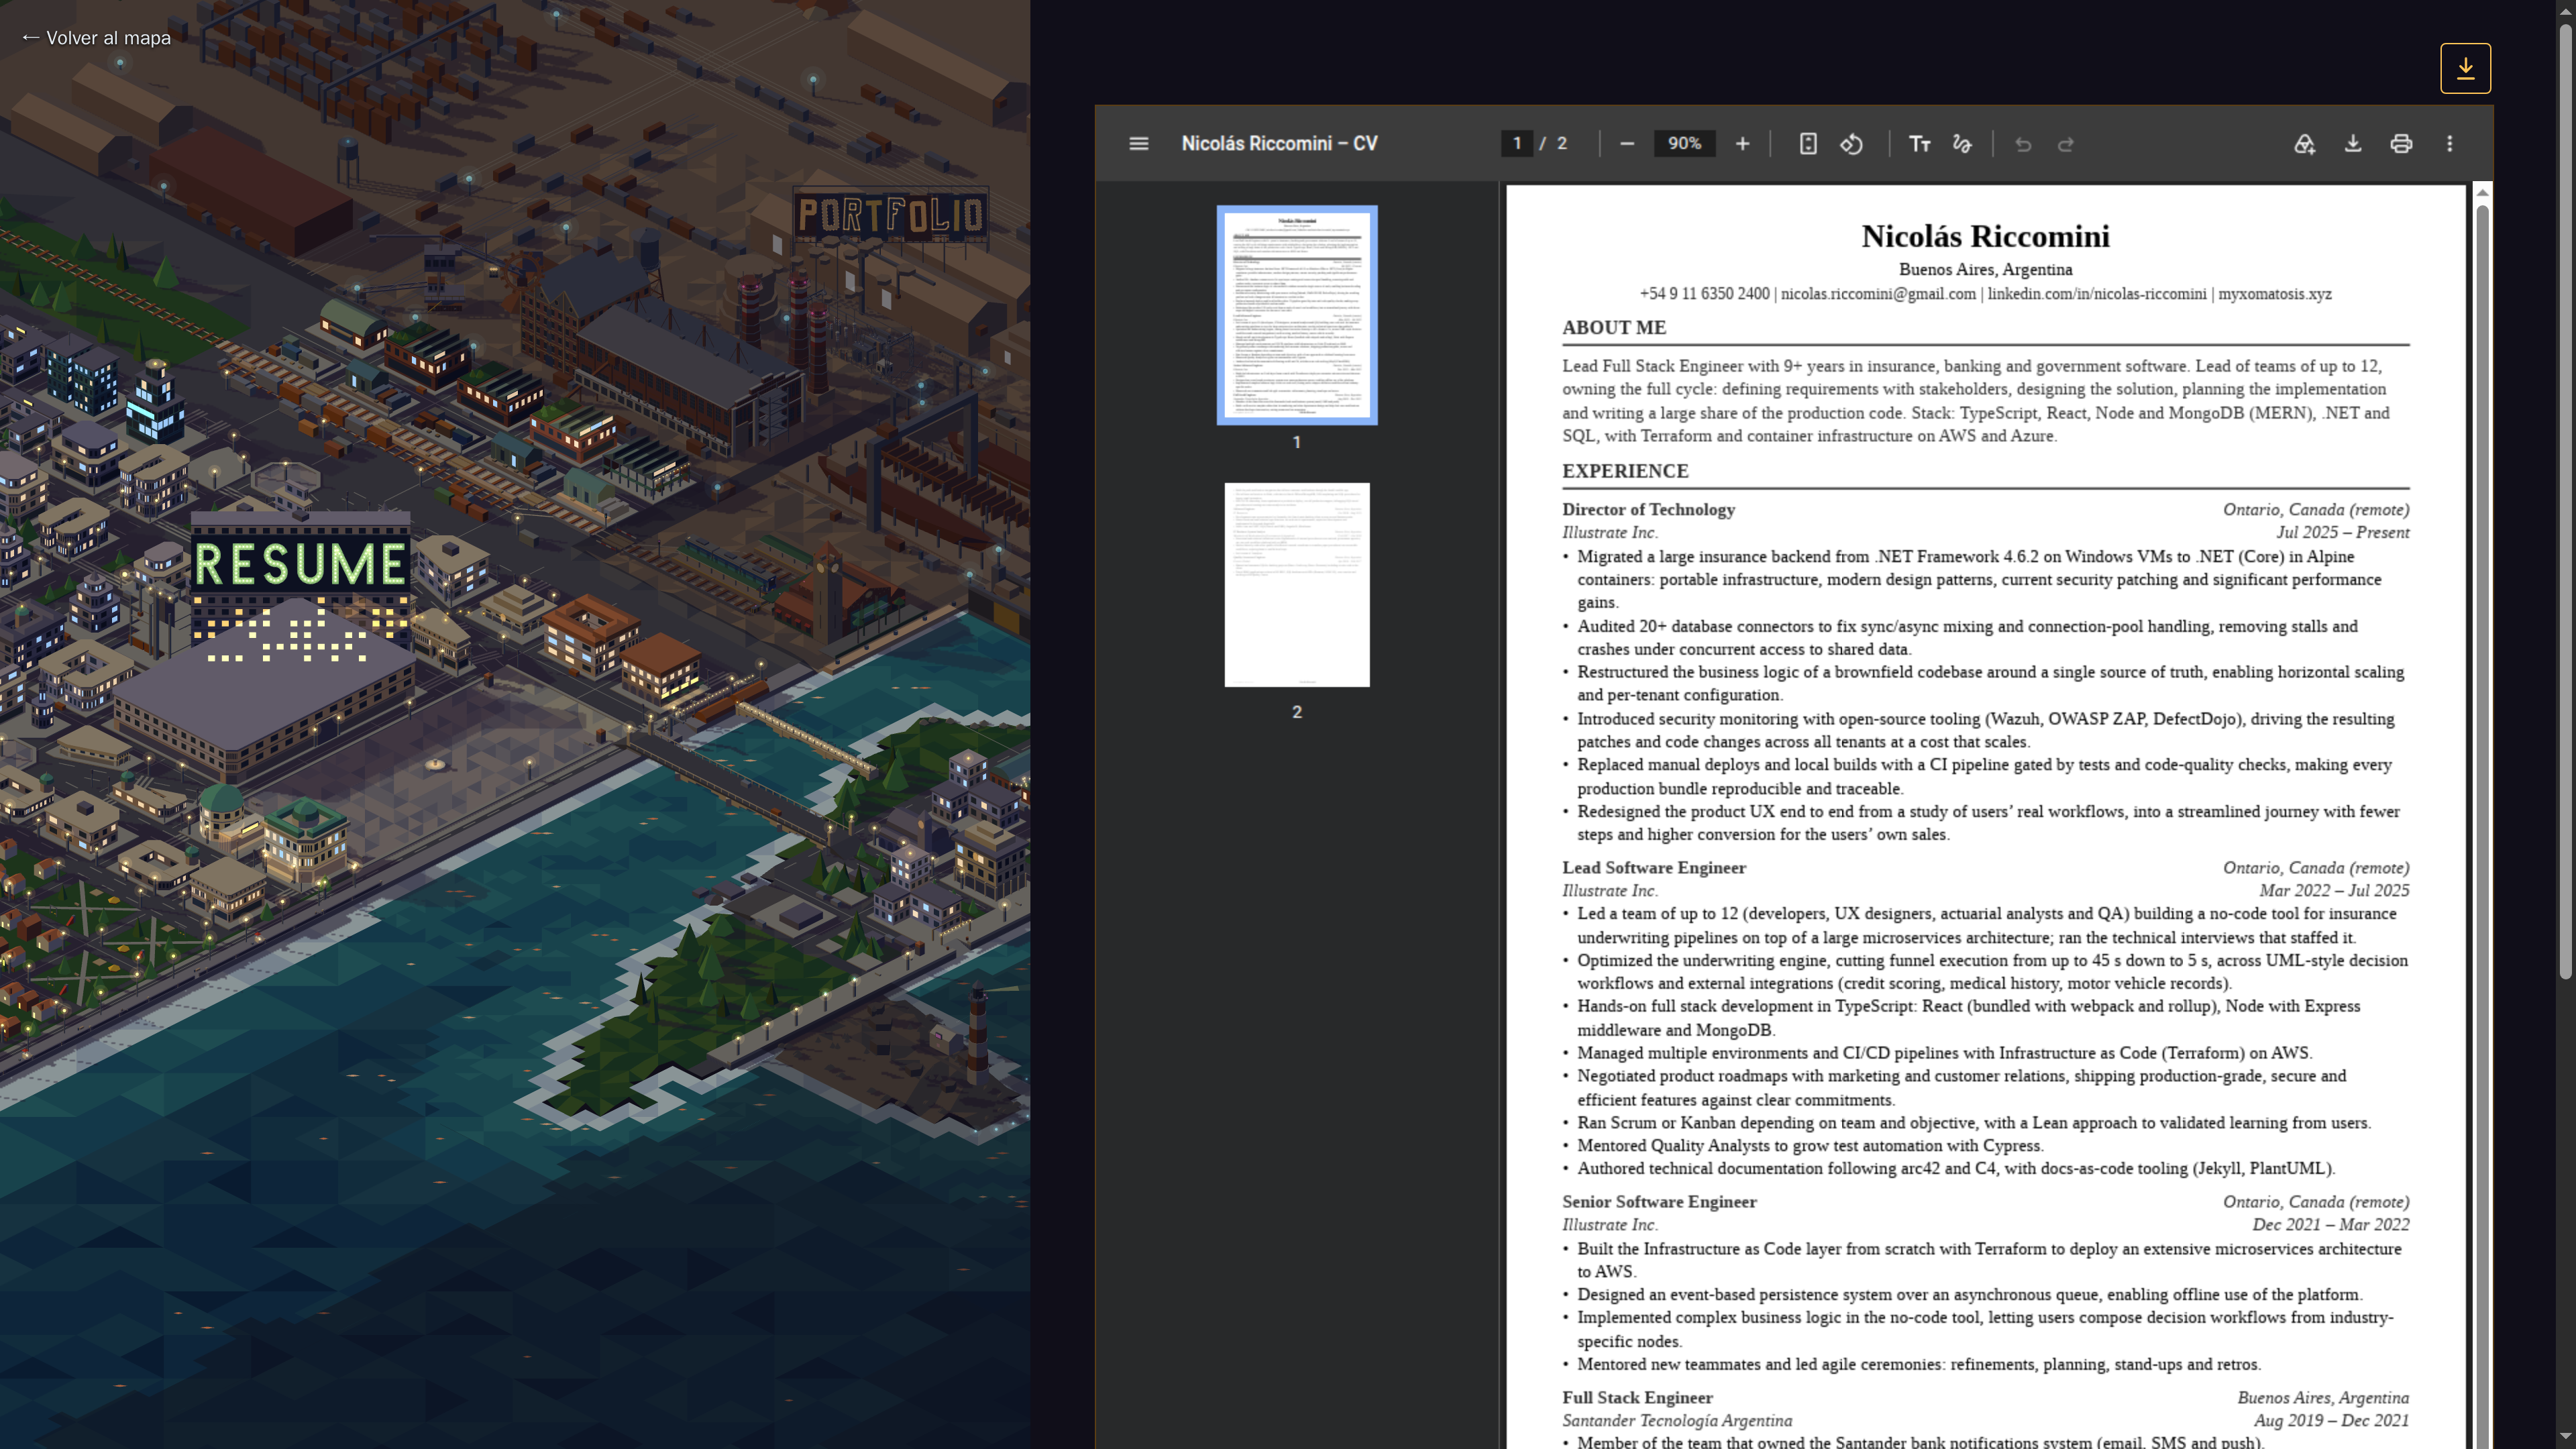 ← Volver al mapa
PORTFOLIO
RESUME
Nicolás Riccomini – CV
1 / 2
90%
1
2
Nicolás Riccomini
Buenos Aires, Argentina
+54 9 11 6350 2400 | nicolas.riccomini@gmail.com | linkedin.com/in/nicolas-riccomini | myxomatosis.xyz
ABOUT ME
Lead Full Stack Engineer with 9+ years in insurance, banking and government software. Lead of teams of up to 12,
owning the full cycle: defining requirements with stakeholders, designing the solution, planning the implementation
and writing a large share of the production code. Stack: TypeScript, React, Node and MongoDB (MERN), .NET and
SQL, with Terraform and container infrastructure on AWS and Azure.
EXPERIENCE
Director of Technology Ontario, Canada (remote)
Illustrate Inc. Jul 2025 – Present
• Migrated a large insurance backend from .NET Framework 4.6.2 on Windows VMs to .NET (Core) in Alpine
containers: portable infrastructure, modern design patterns, current security patching and significant performance
gains.
• Audited 20+ database connectors to fix sync/async mixing and connection-pool handling, removing stalls and
crashes under concurrent access to shared data.
• Restructured the business logic of a brownfield codebase around a single source of truth, enabling horizontal scaling
and per-tenant configuration.
• Introduced security monitoring with open-source tooling (Wazuh, OWASP ZAP, DefectDojo), driving the resulting
patches and code changes across all tenants at a cost that scales.
• Replaced manual deploys and local builds with a CI pipeline gated by tests and code-quality checks, making every
production bundle reproducible and traceable.
• Redesigned the product UX end to end from a study of users’ real workflows, into a streamlined journey with fewer
steps and higher conversion for the users’ own sales.
Lead Software Engineer Ontario, Canada (remote)
Illustrate Inc. Mar 2022 – Jul 2025
• Led a team of up to 12 (developers, UX designers, actuarial analysts and QA) building a no-code tool for insurance
underwriting pipelines on top of a large microservices architecture; ran the technical interviews that staffed it.
• Optimized the underwriting engine, cutting funnel execution from up to 45 s down to 5 s, across UML-style decision
workflows and external integrations (credit scoring, medical history, motor vehicle records).
• Hands-on full stack development in TypeScript: React (bundled with webpack and rollup), Node with Express
middleware and MongoDB.
• Managed multiple environments and CI/CD pipelines with Infrastructure as Code (Terraform) on AWS.
• Negotiated product roadmaps with marketing and customer relations, shipping production-grade, secure and
efficient features against clear commitments.
• Ran Scrum or Kanban depending on team and objective, with a Lean approach to validated learning from users.
• Mentored Quality Analysts to grow test automation with Cypress.
• Authored technical documentation following arc42 and C4, with docs-as-code tooling (Jekyll, PlantUML).
Senior Software Engineer Ontario, Canada (remote)
Illustrate Inc. Dec 2021 – Mar 2022
• Built the Infrastructure as Code layer from scratch with Terraform to deploy an extensive microservices architecture
to AWS.
• Designed an event-based persistence system over an asynchronous queue, enabling offline use of the platform.
• Implemented complex business logic in the no-code tool, letting users compose decision workflows from industry-
specific nodes.
• Mentored new teammates and led agile ceremonies: refinements, planning, stand-ups and retros.
Full Stack Engineer Buenos Aires, Argentina
Santander Tecnología Argentina Aug 2019 – Dec 2021
• Member of the team that owned the Santander bank notifications system (email, SMS and push).